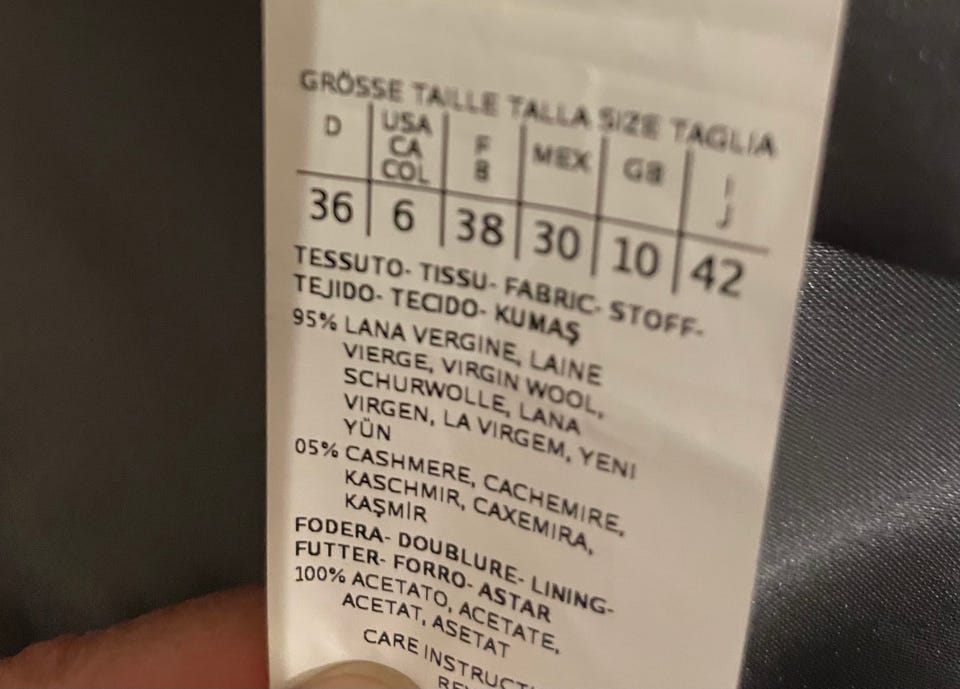 GRÖSSE TAILLE TALLA SIZE TAGLIA
D USA CA COL F B MEX GB I J
36 6 38 30 10 42
TESSUTO- TISSU- FABRIC- STOFF-
TEJIDO- TECIDO- KUMAŞ
95% LANA VERGINE, LAINE
VIERGE, VIRGIN WOOL,
SCHURWOLLE, LANA
VIRGEN, LA VIRGEM, YENI
YÜN
05% CASHMERE, CACHEMIRE,
KASCHMIR, CAXEMIRA,
KAŞMİR
FODERA- DOUBLURE- LINING-
FUTTER- FORRO- ASTAR
100% ACETATO, ACETATE,
ACETAT, ASETAT
CARE INSTRUCT